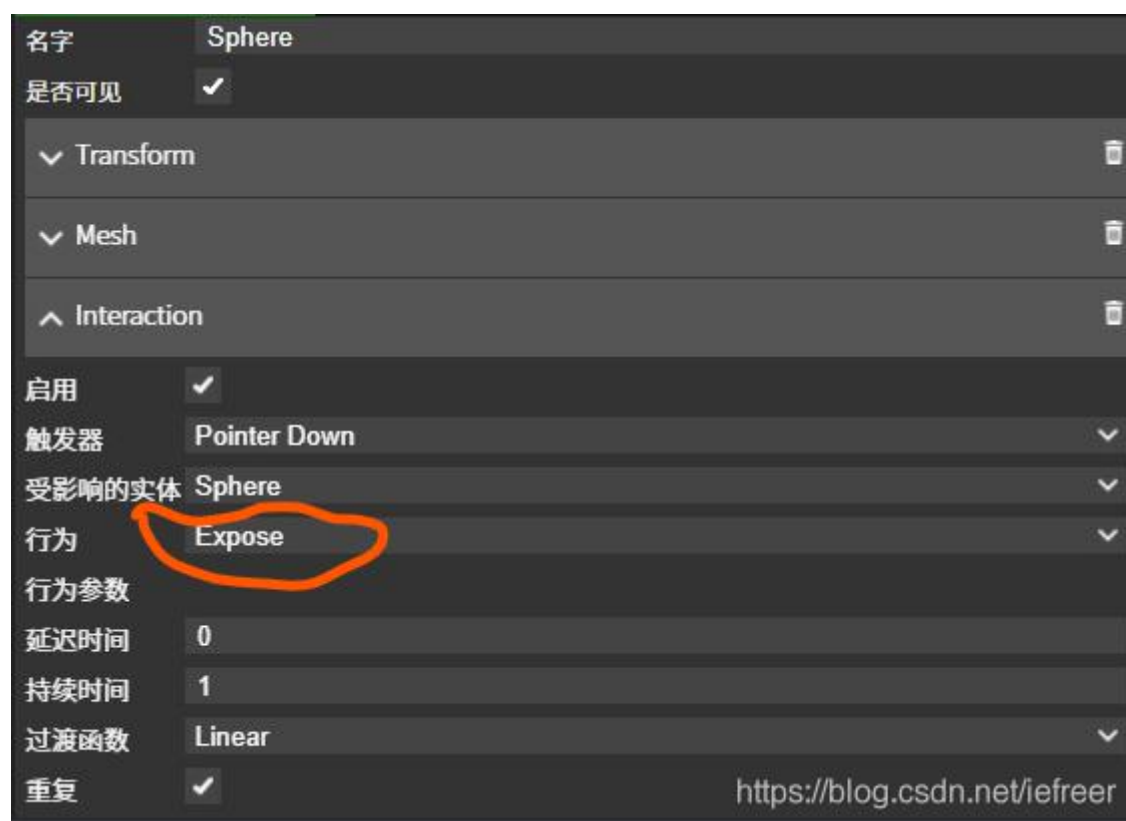 名字 Sphere
是否可见
Transform
Mesh
Interaction
启用
触发器 Pointer Down
受影响的实体 Sphere
行为 Expose
行为参数
延迟时间 0
持续时间 1
过渡函数 Linear
重复
https://blog.csdn.net/iefreer